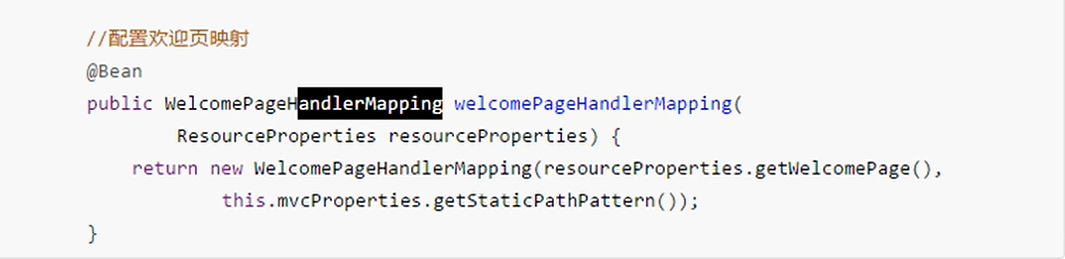 //配置欢迎页映射
@Bean
public WelcomePageHandlerMapping welcomePageHandlerMapping(
ResourceProperties resourceProperties) {
return new WelcomePageHandlerMapping(resourceProperties.getWelcomePage(),
this.mvcProperties.getStaticPathPattern());
}